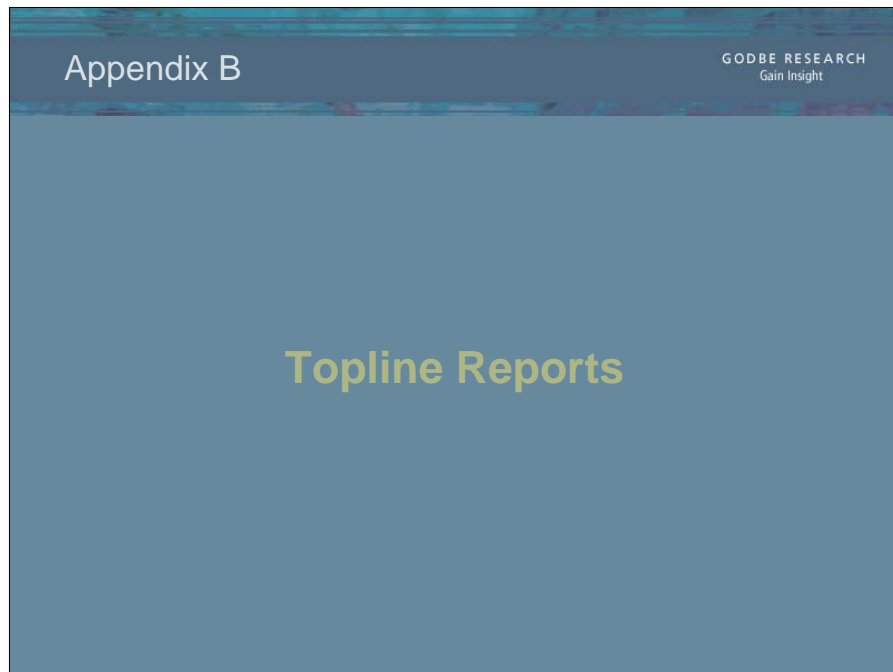 Appendix B
GODBE RESEARCH
Gain Insight
Topline Reports